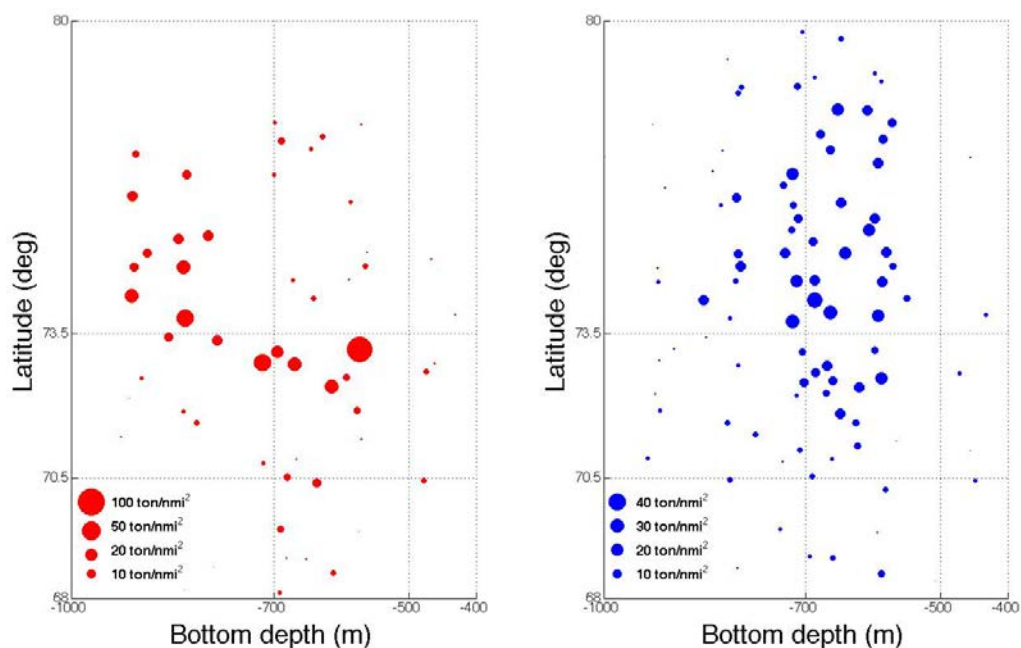 80
73.5
70.5
68
Latitude (deg)
100 ton/nmi²
50 ton/nmi²
20 ton/nmi²
10 ton/nmi²
-1000
-700
-500
-400
Bottom depth (m)
80
73.5
70.5
68
Latitude (deg)
40 ton/nmi²
30 ton/nmi²
20 ton/nmi²
10 ton/nmi²
-1000
-700
-500
-400
Bottom depth (m)